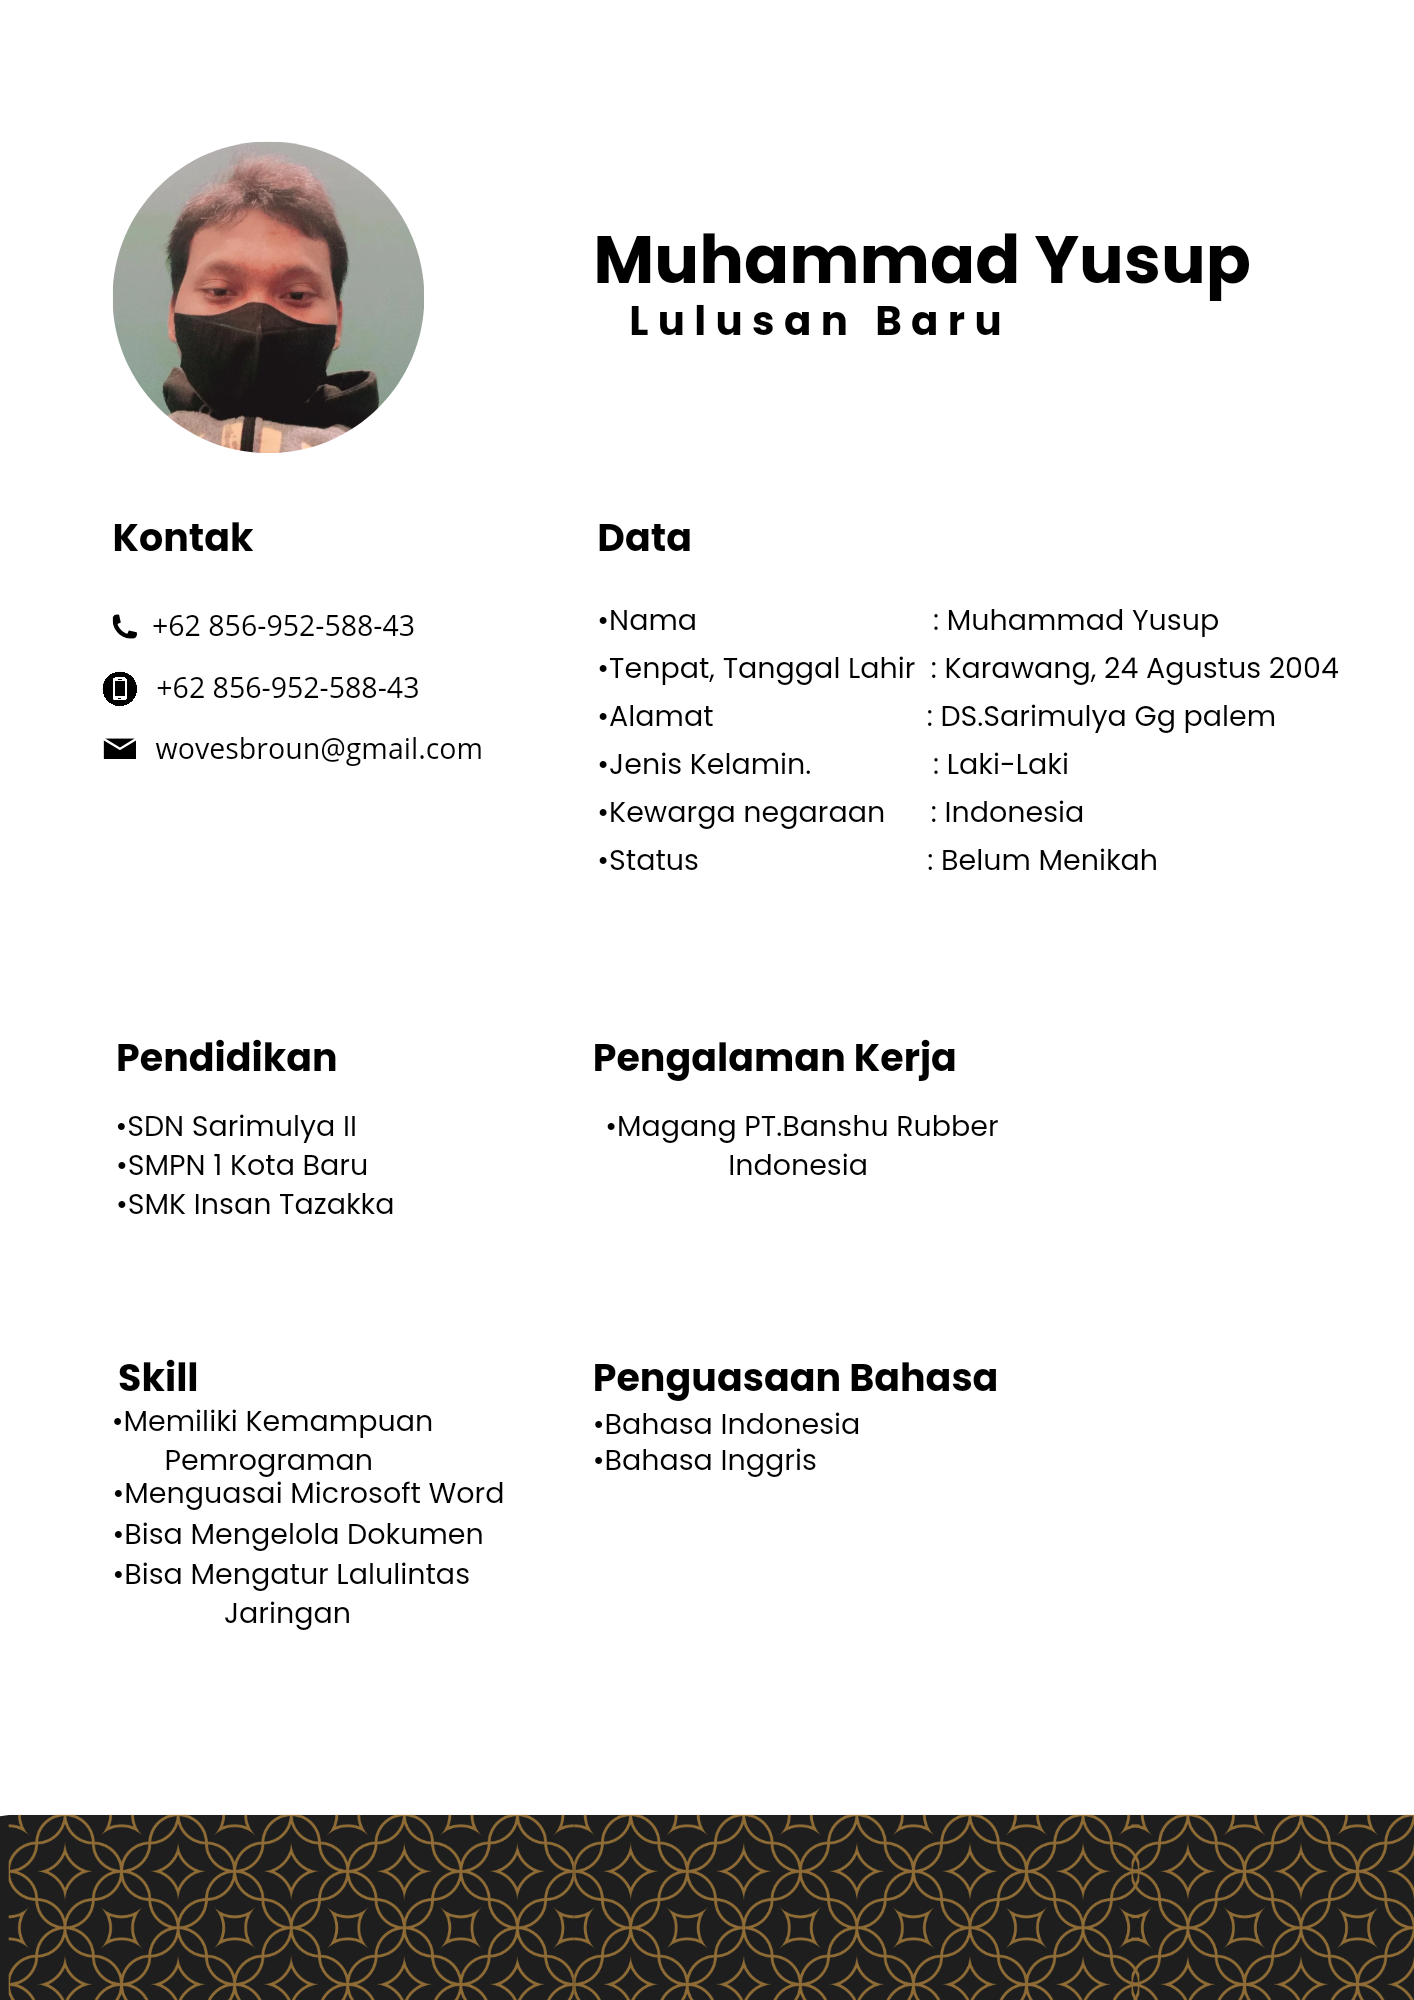 Muhammad Yusup
Lulusan Baru
Kontak
+62 856-952-588-43
+62 856-952-588-43
wovesbroun@gmail.com
Data
•Nama : Muhammad Yusup
•Tenpat, Tanggal Lahir : Karawang, 24 Agustus 2004
•Alamat : DS.Sarimulya Gg palem
•Jenis Kelamin. : Laki-Laki
•Kewarga negaraan : Indonesia
•Status : Belum Menikah
Pendidikan
•SDN Sarimulya II
•SMPN 1 Kota Baru
•SMK Insan Tazakka
Pengalaman Kerja
•Magang PT.Banshu Rubber
Indonesia
Skill
•Memiliki Kemampuan
Pemrograman
•Menguasai Microsoft Word
•Bisa Mengelola Dokumen
•Bisa Mengatur Lalulintas
Jaringan
Penguasaan Bahasa
•Bahasa Indonesia
•Bahasa Inggris